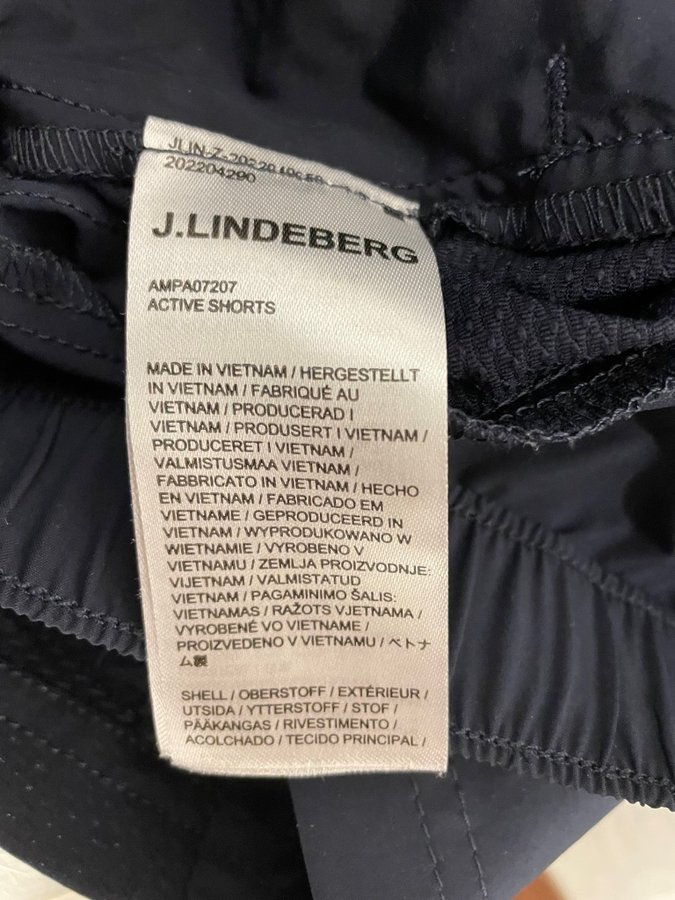 202204290
J.LINDEBERG
AMPA07207
ACTIVE SHORTS
MADE IN VIETNAM / HERGESTELLT
IN VIETNAM / FABRIQUÉ AU
VIETNAM / PRODUCERAD I
VIETNAM / PRODUSERT I VIETNAM /
PRODUCERET I VIETNAM /
VALMISTUSMAA VIETNAM /
FABBRICATO IN VIETNAM / HECHO
EN VIETNAM / FABRICADO EM
VIETNAME / GEPRODUCEERD IN
VIETNAM / WYPRODUKOWANO W
WIETNAMIE / VYROBENO V
VIETNAMU / ZEMLJA PROIZVODNJE:
VIJETNAM / VALMISTATUD
VIETNAM / PAGAMINIMO ŠALIS:
VIETNAMAS / RAŽOTS VJETNAMA /
VYROBENÉ VO VIETNAME /
PROIZVEDENO V VIETNAMU / ベトナ
ム製
SHELL / OBERSTOFF / EXTÉRIEUR /
UTSIDA / YTTERSTOFF / STOF /
PÄÄKANGAS / RIVESTIMENTO /
ACOLCHADO / TECIDO PRINCIPAL /